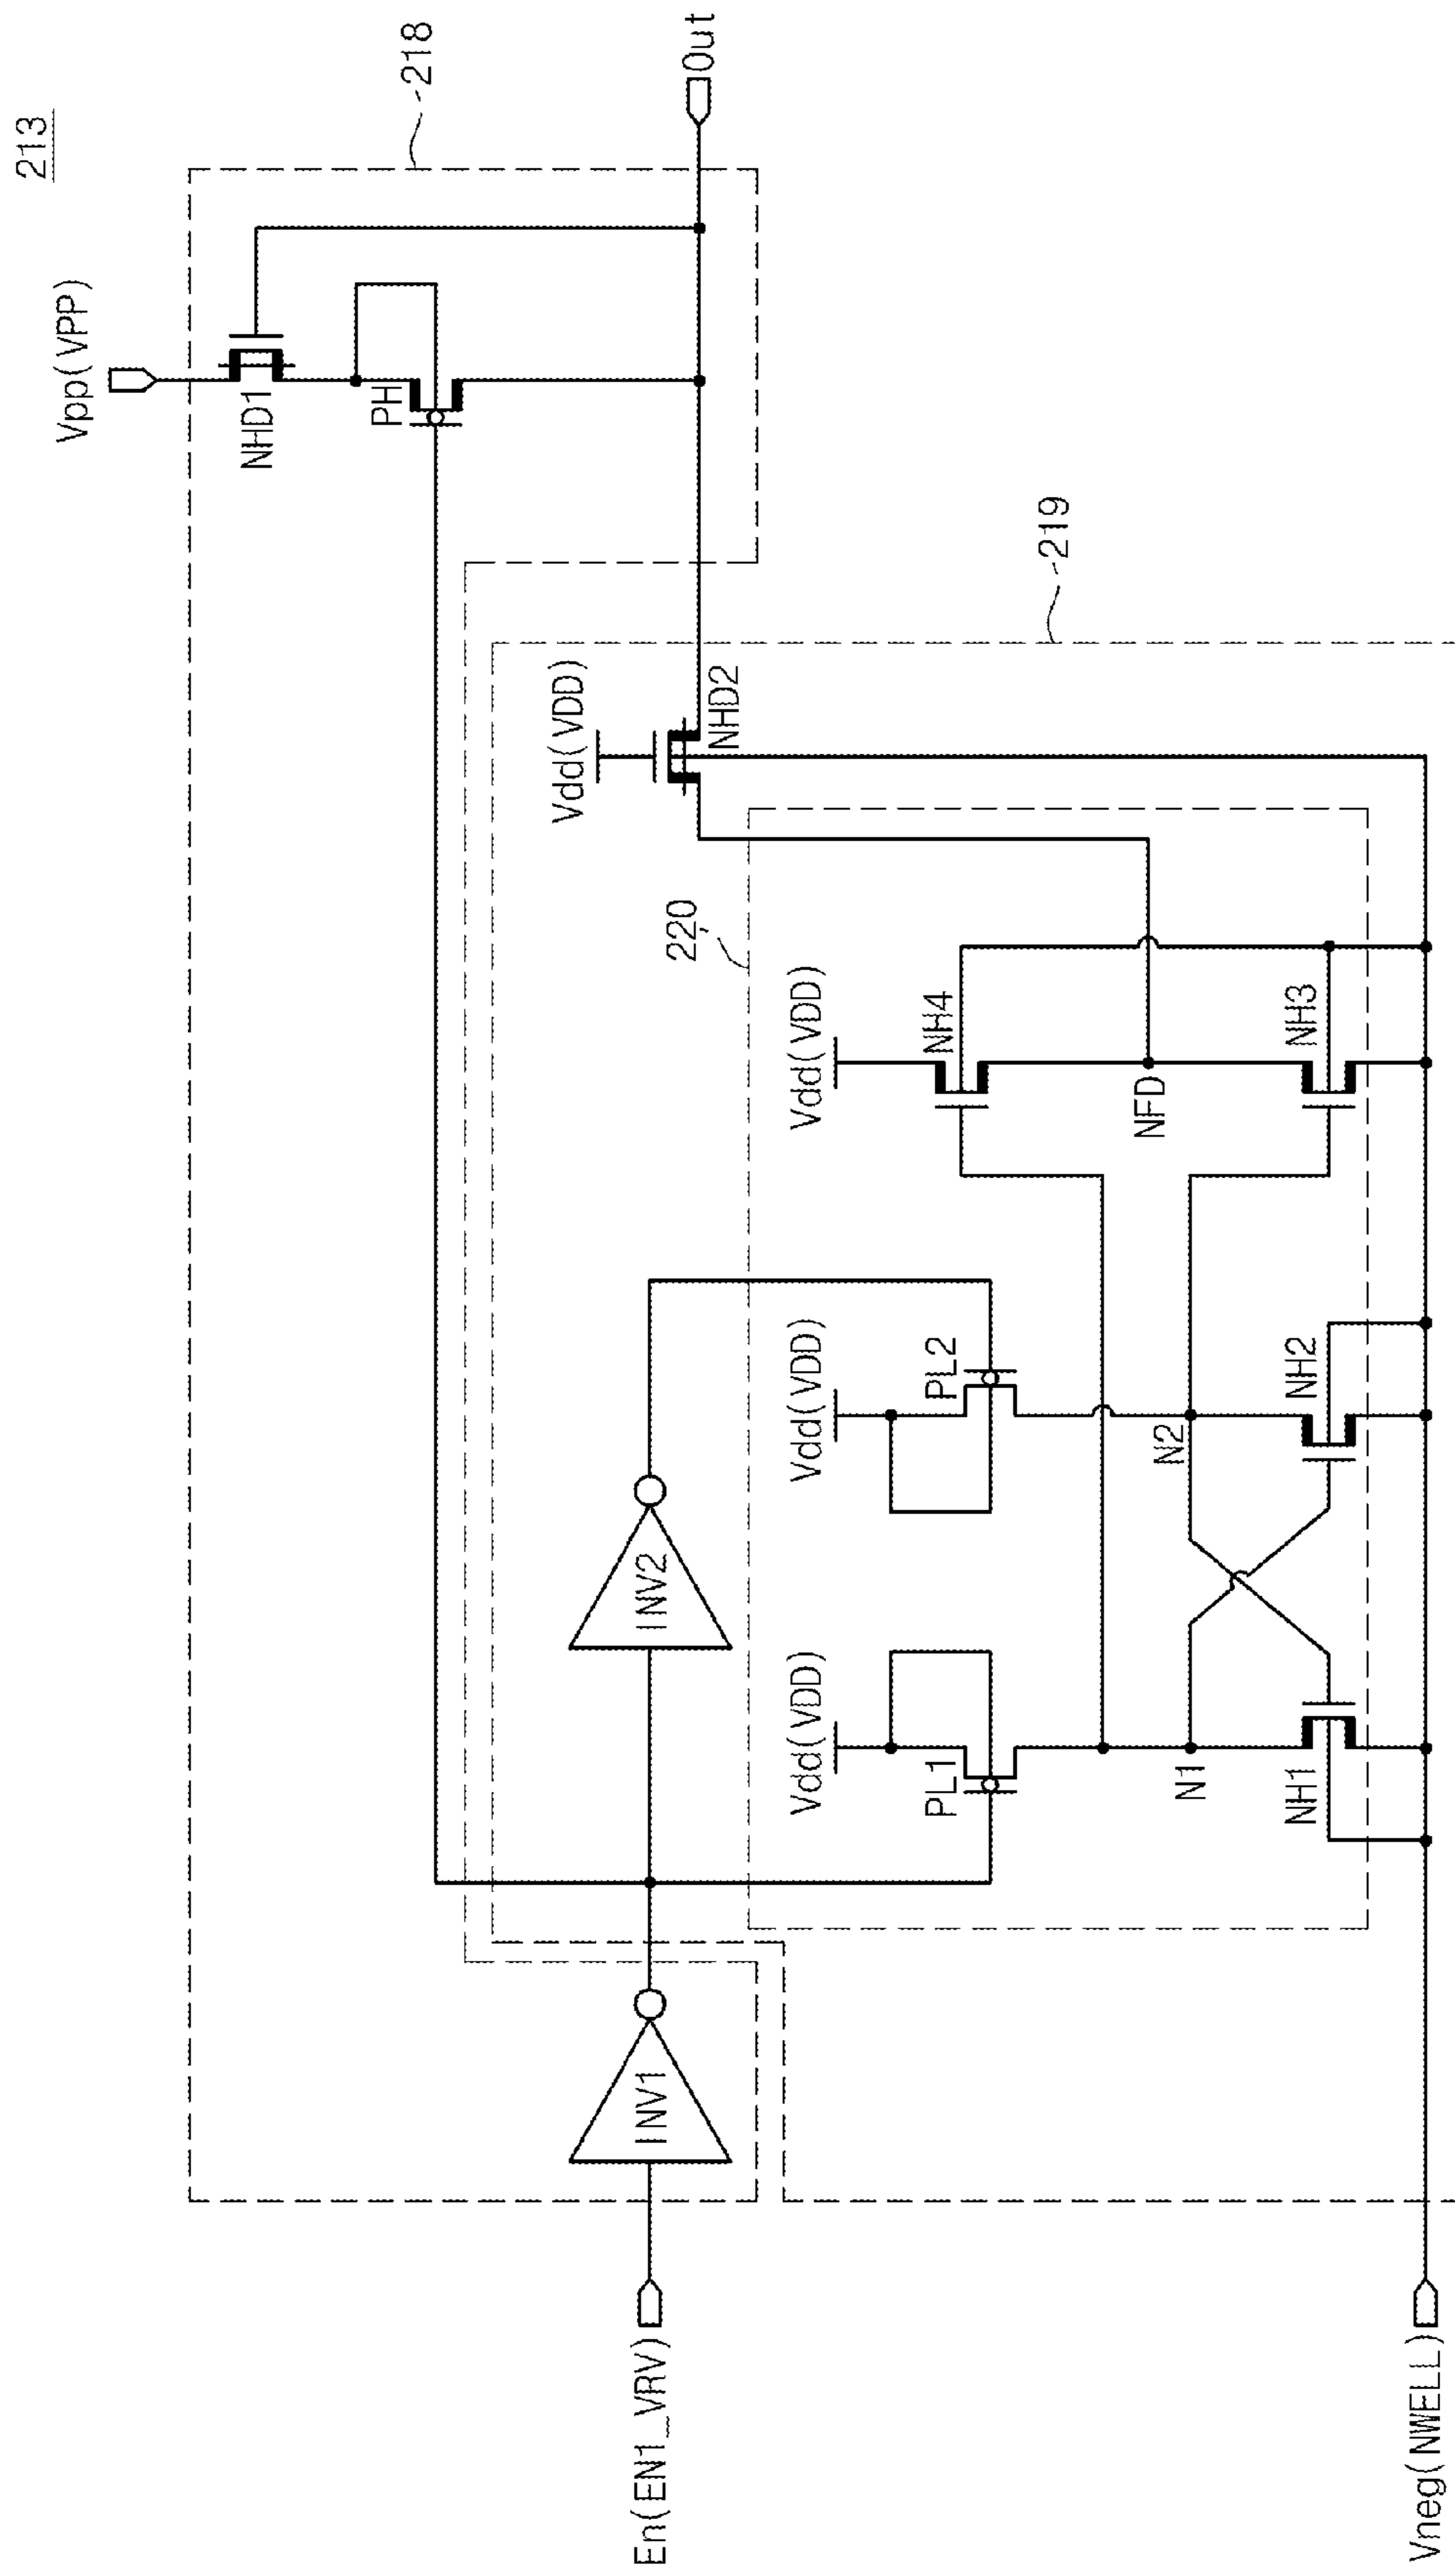 213
218
Vpp(VPP)
NHD1
PH
Out
219
Vdd(VDD)
NHD2
220
Vdd(VDD)
NH4
NFD
NH3
INV2
Vdd(VDD)
PL2
N2
NH2
Vdd(VDD)
PL1
N1
NH1
INV1
En(EN1_VRV)
Vneg(NWELL)